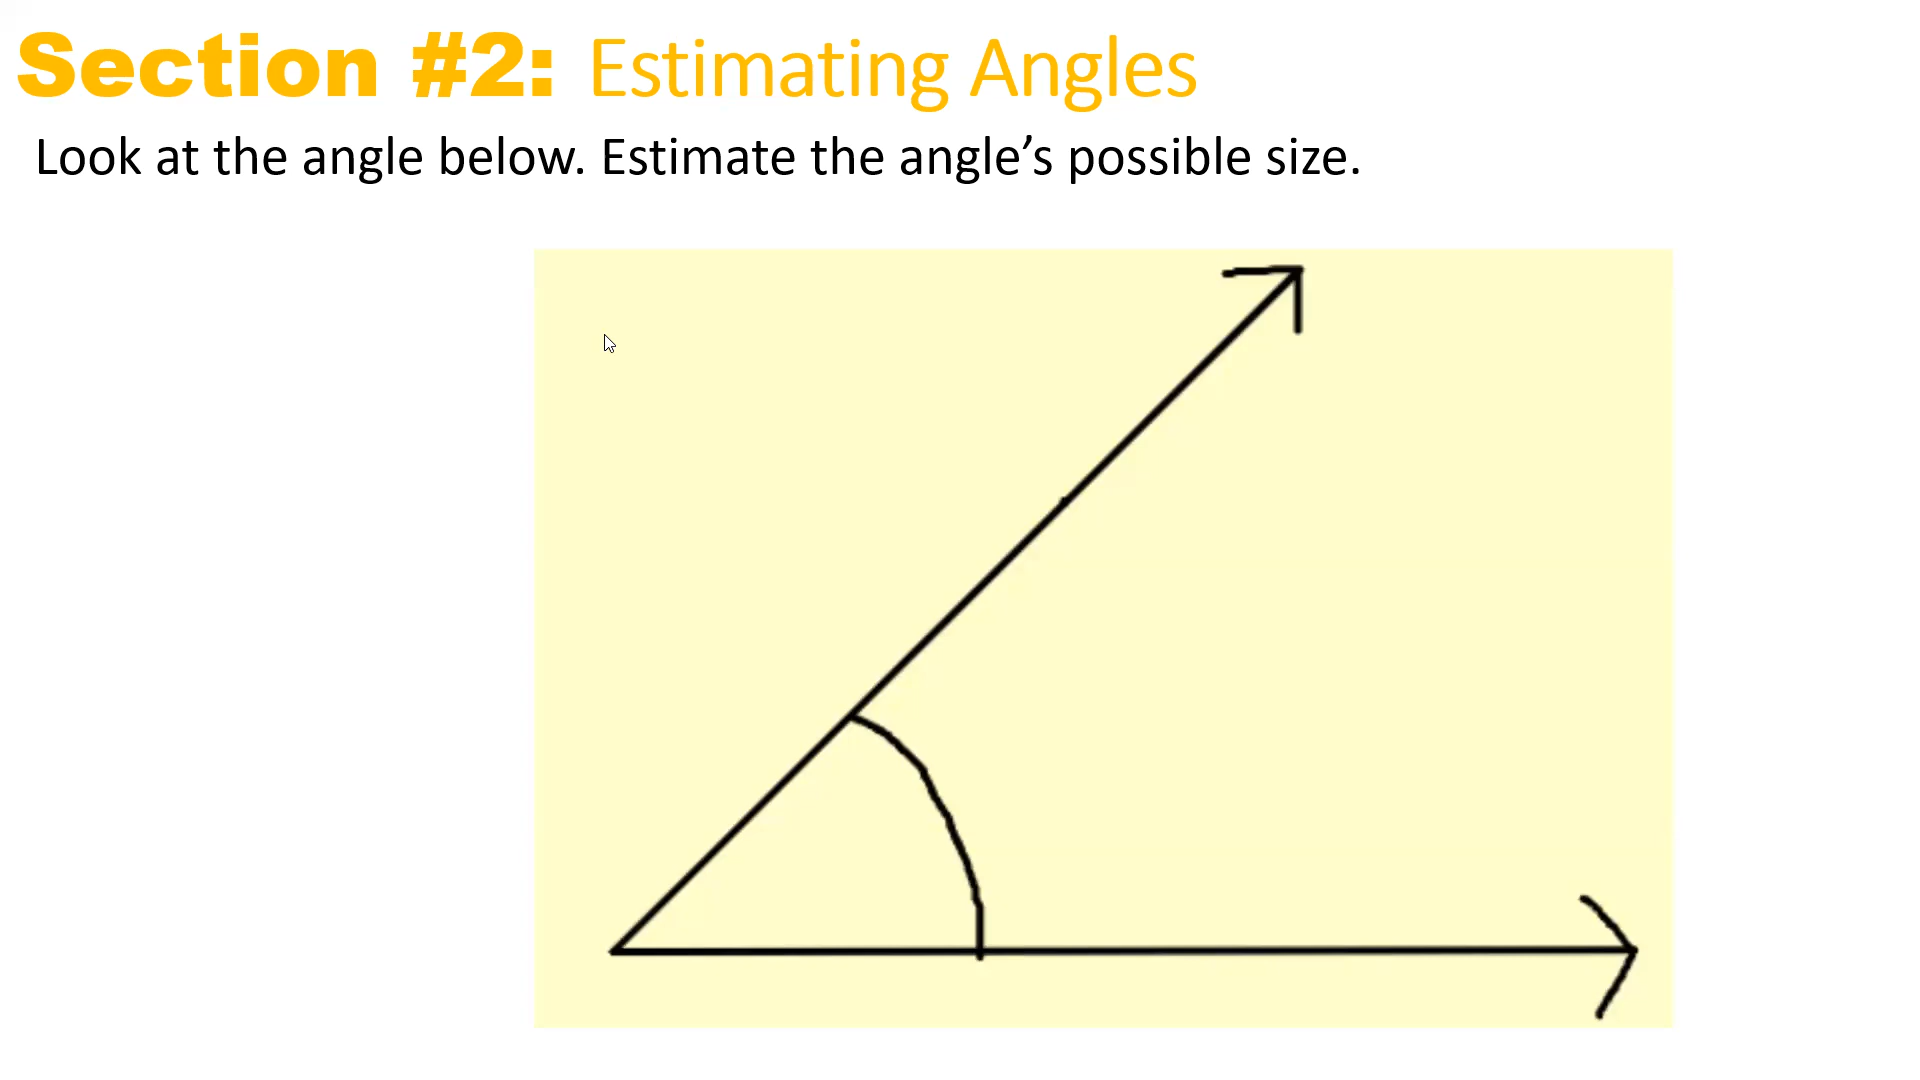 Section #2: Estimating Angles
Look at the angle below. Estimate the angle’s possible size.